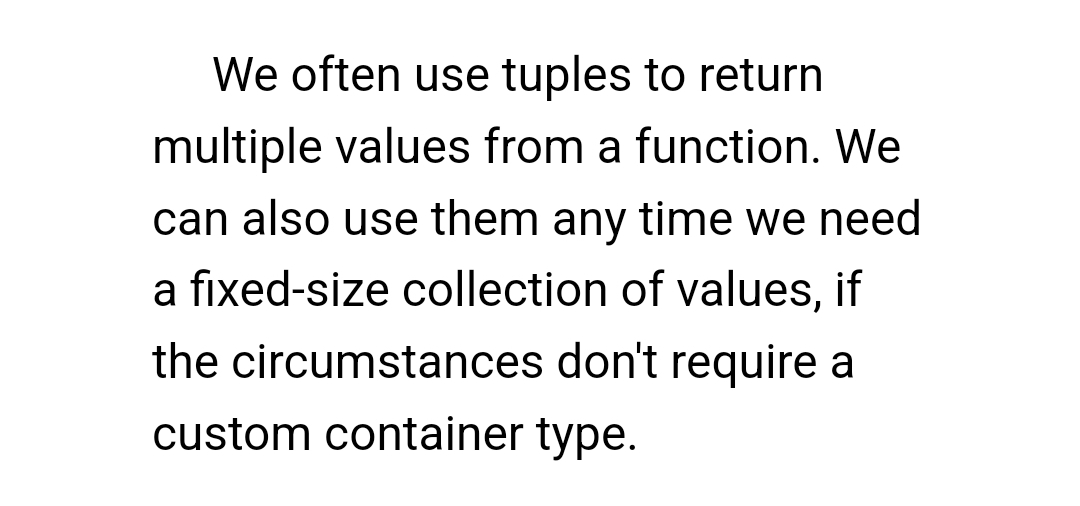 We often use tuples to return
multiple values from a function. We
can also use them any time we need
a fixed-size collection of values, if
the circumstances don't require a
custom container type.